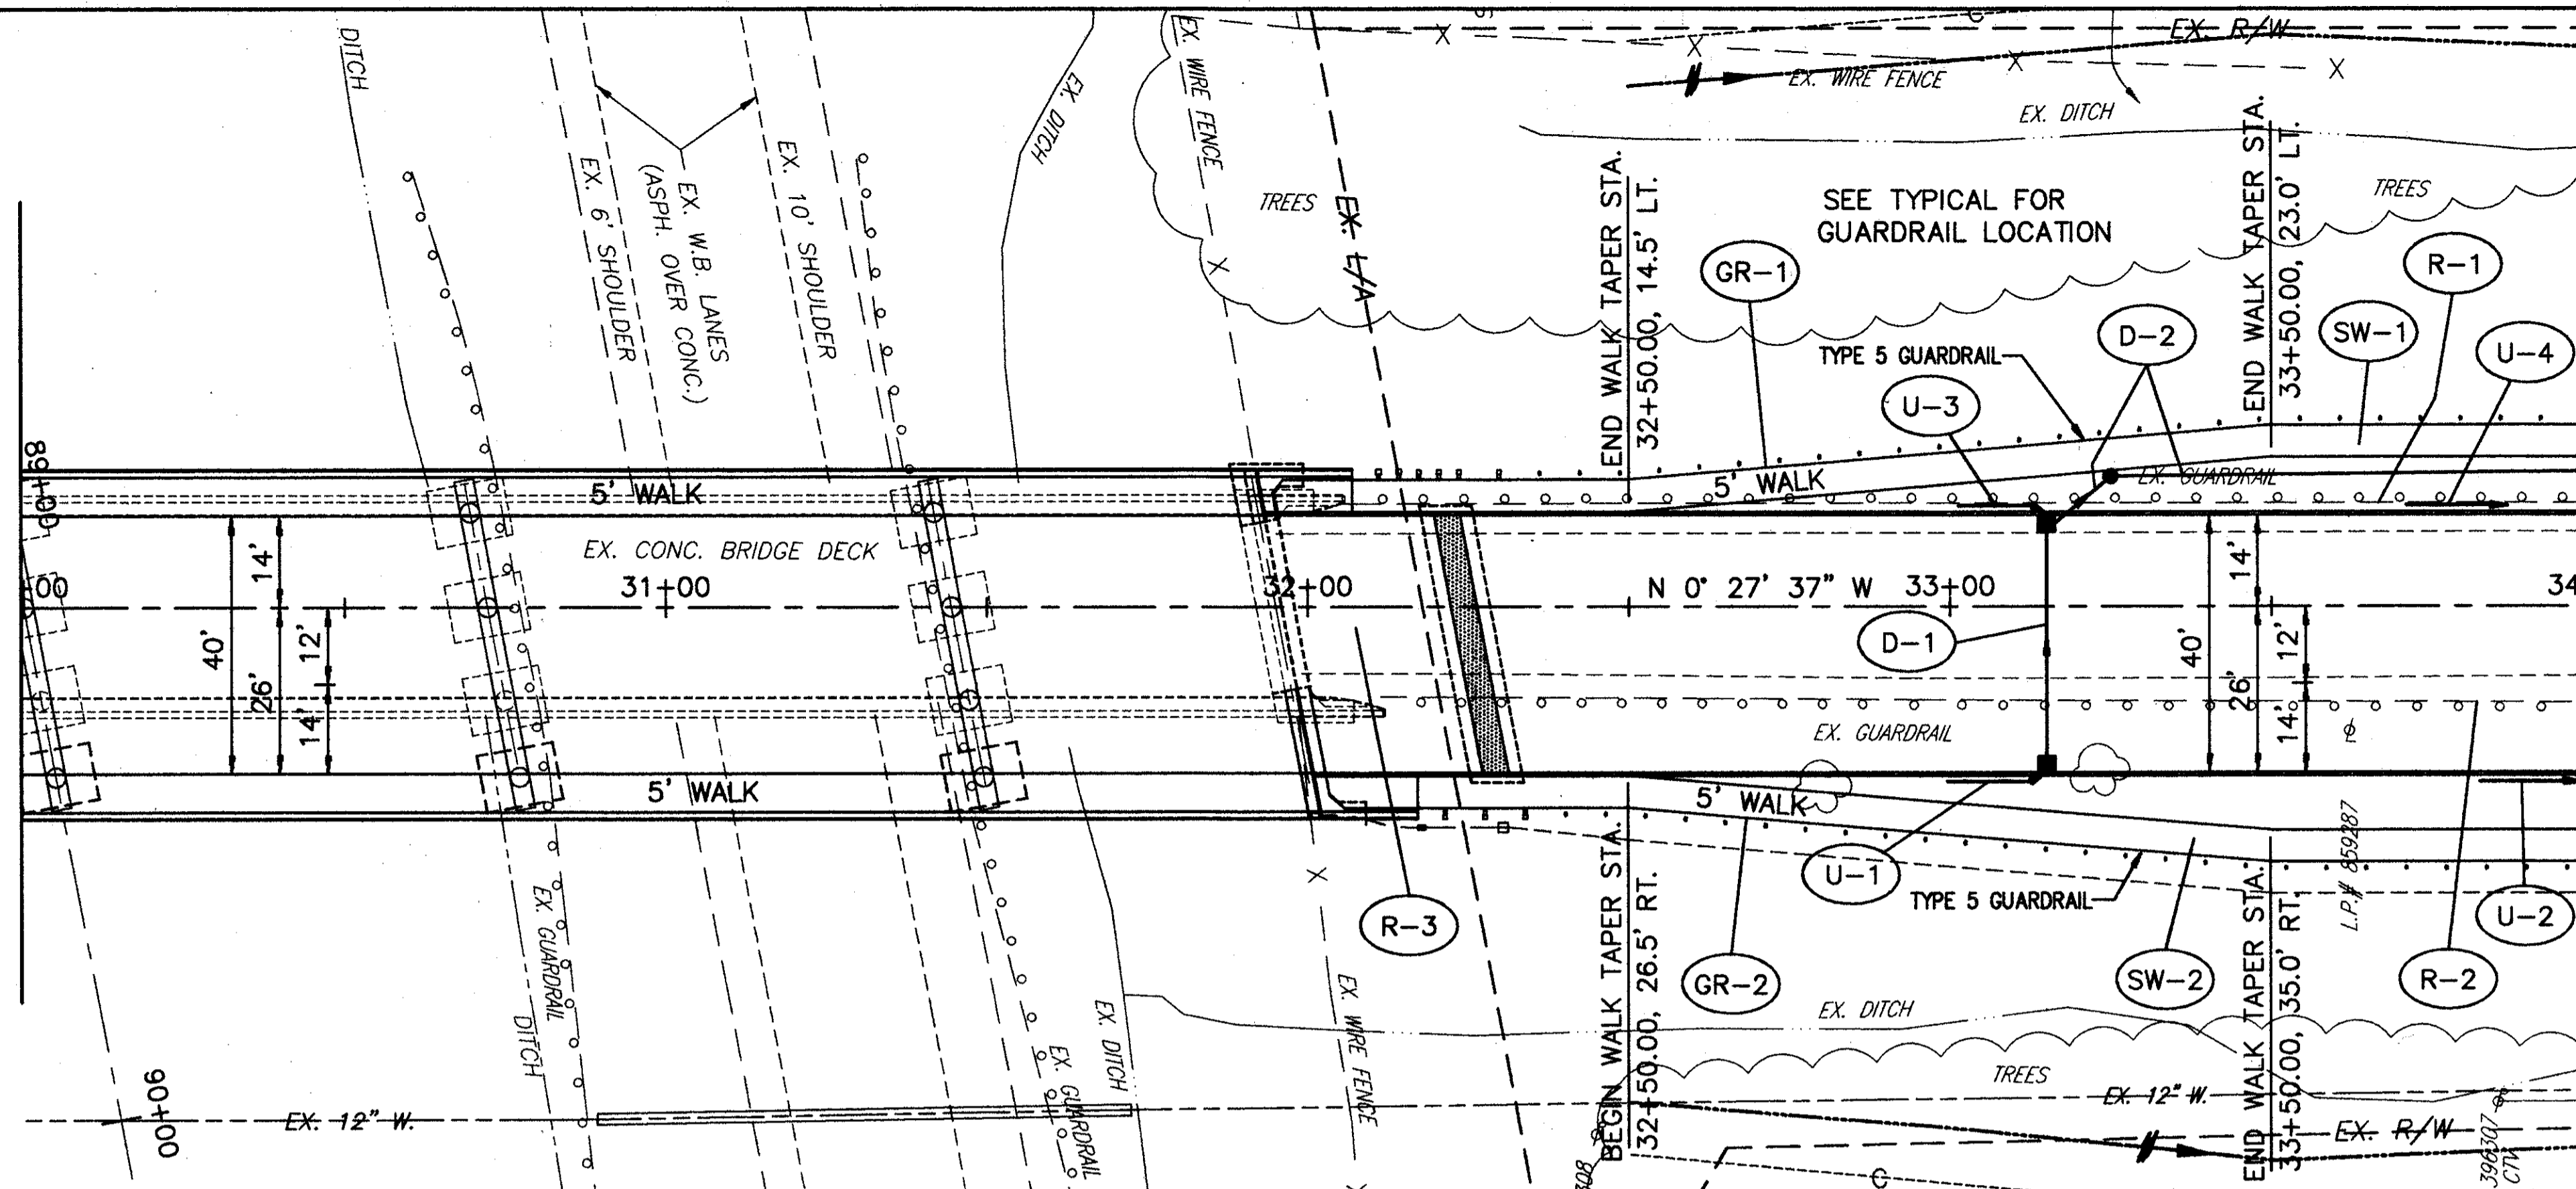 DITCH
EX. 6' SHOULDER
EX. W.B. LANES
(ASPH. OVER CONC.)
EX. 10' SHOULDER
EX. DITCH
EX. WIRE FENCE
TREES
EX. L/A
EX. R/W
EX. WIRE FENCE
EX. DITCH
END WALK TAPER STA.
32+50.00, 14.5' LT.
SEE TYPICAL FOR
GUARDRAIL LOCATION
END WALK TAPER STA.
33+50.00, 23.0' LT.
TREES
GR-1
R-1
D-2
SW-1
U-4
TYPE 5 GUARDRAIL
U-3
89+00
5' WALK
5' WALK
EX. GUARDRAIL
EX. CONC. BRIDGE DECK
00
31+00
32+00
N 0° 27' 37" W
33+00
34
40'
14'
26'
12'
14'
D-1
40'
14'
26'
12'
14'
EX. GUARDRAIL
5' WALK
5' WALK
L.P.# 859287
U-1
TYPE 5 GUARDRAIL
U-2
R-3
GR-2
SW-2
R-2
BEGIN WALK TAPER STA.
32+50.00, 26.5' RT.
END WALK TAPER STA.
33+50.00, 35.0' RT.
EX. GUARDRAIL
DITCH
EX. DITCH
EX. GUARDRAIL
EX. WIRE FENCE
EX. DITCH
TREES
90+00
EX. 12" W.
EX. 12" W.
EX. R/W
308
396307
CTV